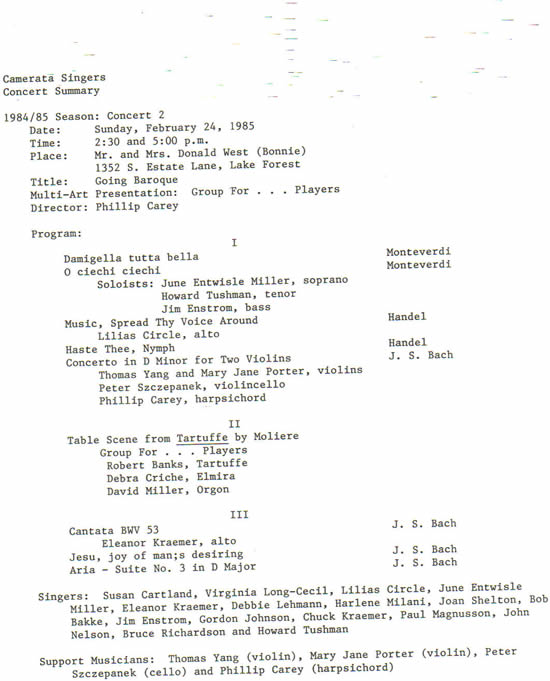 Camerata Singers
Concert Summary
1984/85 Season: Concert 2
Date: Sunday, February 24, 1985
Time: 2:30 and 5:00 p.m.
Place: Mr. and Mrs. Donald West (Bonnie)
1352 S. Estate Lane, Lake Forest
Title: Going Baroque
Multi-Art Presentation: Group For . . . Players
Director: Phillip Carey
Program:
I
Damigella tutta bella Monteverdi
O ciechi ciechi Monteverdi
Soloists: June Entwisle Miller, soprano
Howard Tushman, tenor
Jim Enstrom, bass
Music, Spread Thy Voice Around Handel
Lilias Circle, alto
Haste Thee, Nymph Handel
Concerto in D Minor for Two Violins J. S. Bach
Thomas Yang and Mary Jane Porter, violins
Peter Szczepanek, violincello
Phillip Carey, harpsichord
II
Table Scene from Tartuffe by Moliere
Group For . . . Players
Robert Banks, Tartuffe
Debra Criche, Elmira
David Miller, Orgon
III
Cantata BWV 53 J. S. Bach
Eleanor Kraemer, alto
Jesu, joy of man;s desiring J. S. Bach
Aria - Suite No. 3 in D Major J. S. Bach
Singers: Susan Cartland, Virginia Long-Cecil, Lilias Circle, June Entwisle
Miller, Eleanor Kraemer, Debbie Lehmann, Harlene Milani, Joan Shelton, Bob
Bakke, Jim Enstrom, Gordon Johnson, Chuck Kraemer, Paul Magnusson, John
Nelson, Bruce Richardson and Howard Tushman
Support Musicians: Thomas Yang (violin), Mary Jane Porter (violin), Peter
Szczepanek (cello) and Phillip Carey (harpsichord)